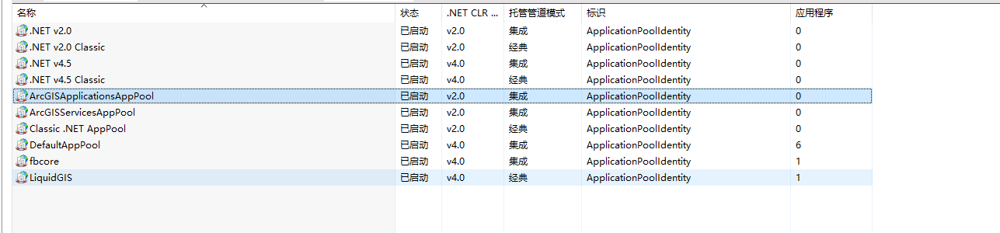 名称 状态 .NET CLR ... 托管管道模式 标识 应用程序
.NET v2.0 已启动 v2.0 集成 ApplicationPoolIdentity 0
.NET v2.0 Classic 已启动 v2.0 经典 ApplicationPoolIdentity 0
.NET v4.5 已启动 v4.0 集成 ApplicationPoolIdentity 0
.NET v4.5 Classic 已启动 v4.0 经典 ApplicationPoolIdentity 0
ArcGISApplicationsAppPool 已启动 v2.0 集成 ApplicationPoolIdentity 0
ArcGISServicesAppPool 已启动 v2.0 集成 ApplicationPoolIdentity 0
Classic .NET AppPool 已启动 v2.0 经典 ApplicationPoolIdentity 0
DefaultAppPool 已启动 v4.0 集成 ApplicationPoolIdentity 6
fbcore 已启动 v4.0 集成 ApplicationPoolIdentity 1
LiquidGIS 已启动 v4.0 经典 ApplicationPoolIdentity 1